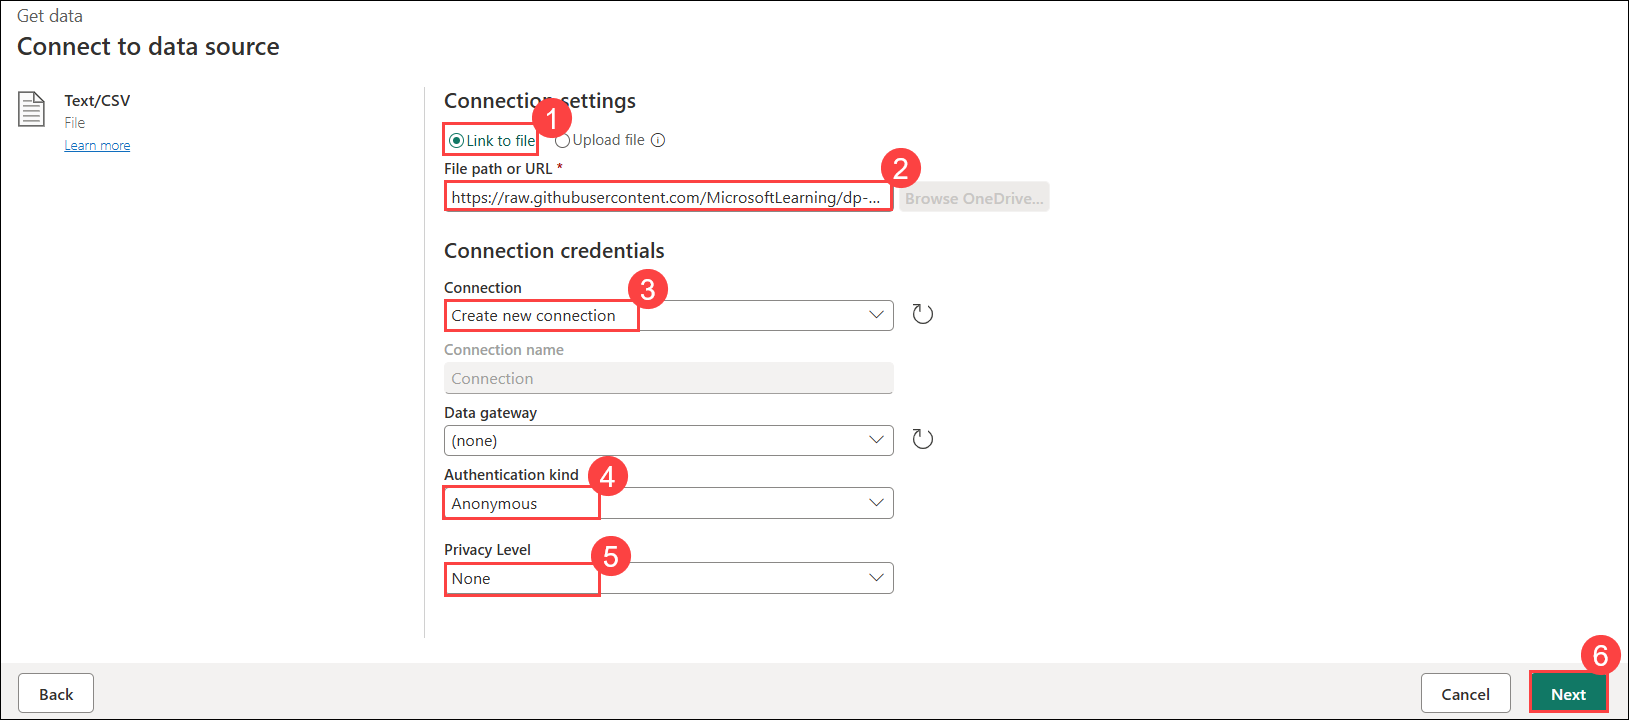 Get data
Connect to data source
Text/CSV
File
Learn more
Connection settings
1
Link to file
Upload file
File path or URL *
2
https://raw.githubusercontent.com/MicrosoftLearning/dp-...
Browse OneDrive...
Connection credentials
Connection
3
Create new connection
Connection name
Connection
Data gateway
(none)
Authentication kind
4
Anonymous
Privacy Level
5
None
6
Back
Cancel
Next